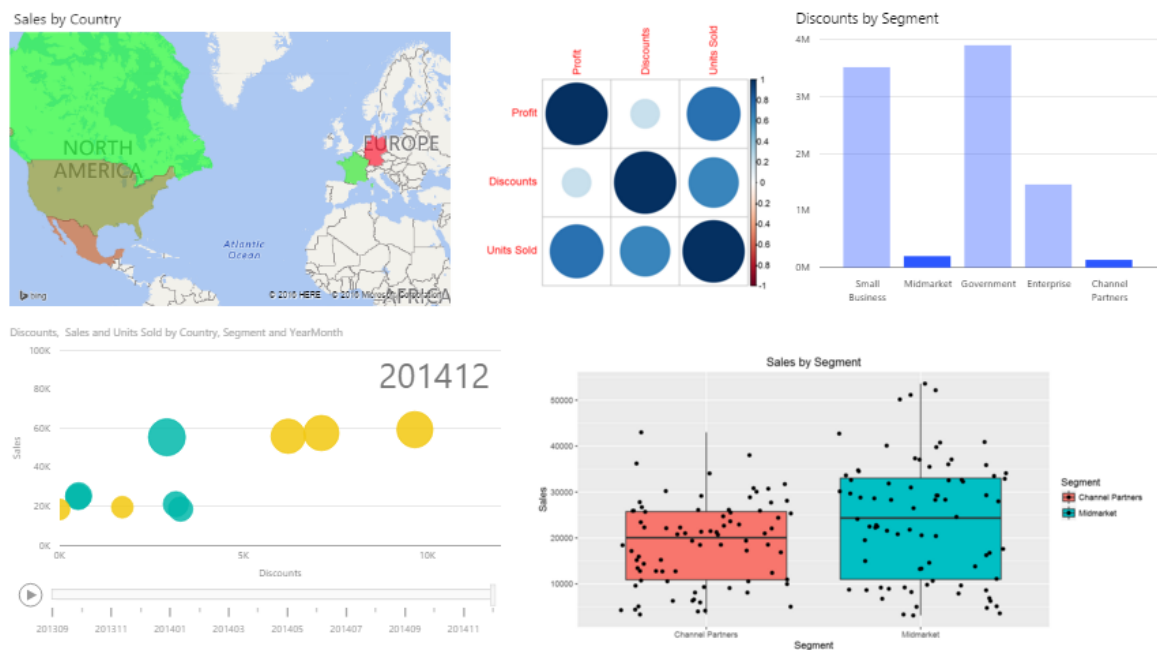 Sales by Country
NORTH
AMERICA
EUROPE
Atlantic
Ocean
bing
© 2016 HERE © 2016 Microsoft Corporation
AFRICA
Profit
Discounts
Units Sold
Profit
Discounts
Units Sold
1
0.8
0.6
0.4
0.2
0
-0.2
-0.4
-0.6
-0.8
-1
Discounts by Segment
4M
3M
2M
1M
0M
Small
Business
Midmarket
Government
Enterprise
Channel
Partners
Discounts, Sales and Units Sold by Country, Segment and YearMonth
201412
100K
80K
60K
40K
20K
0K
Sales
0K
5K
10K
Discounts
201309
201311
201401
201403
201405
201407
201409
201411
Sales by Segment
50000
40000
30000
20000
10000
Sales
Channel Partners
Midmarket
Segment
Segment
Channel Partners
Midmarket